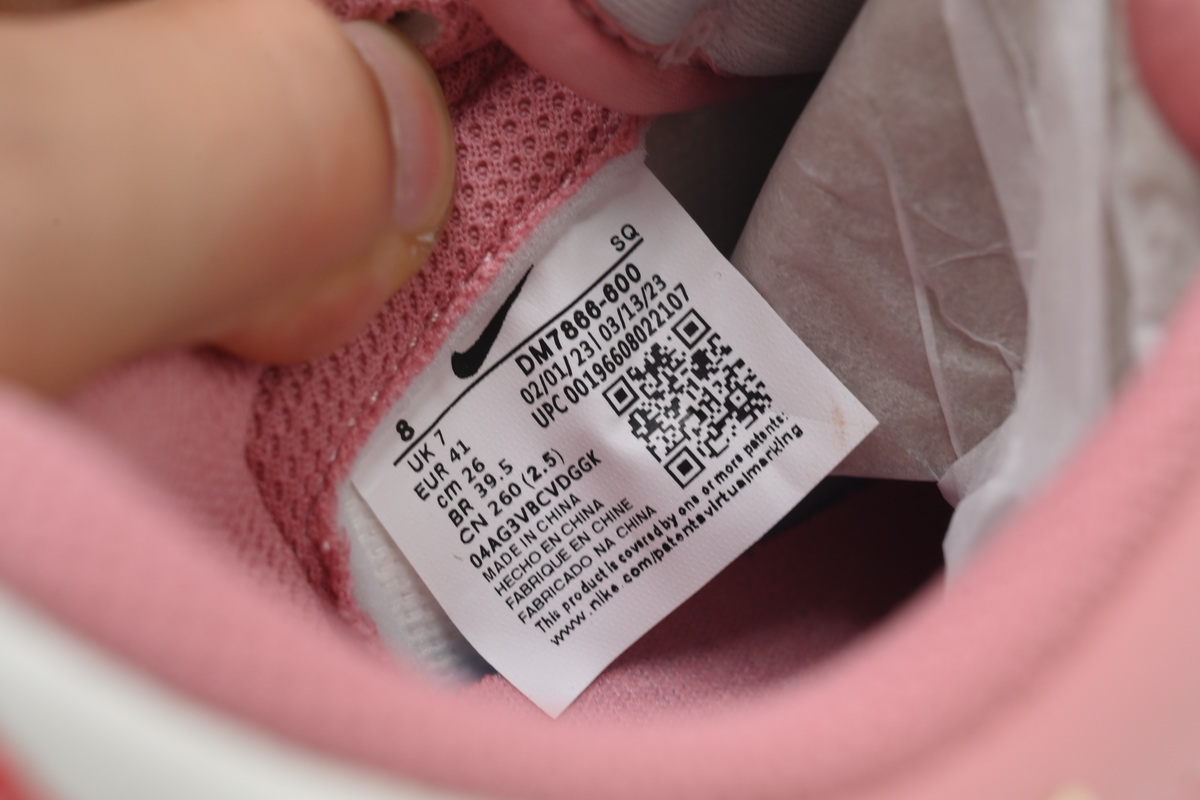 SQ
8
UK 7
EUR 41
cm 26
BR 39.5
CN 260 (2.5)
DM7866-600
02/01/23| 03/13/23
UPC 00196608022107
04AG3VBCVDGGK
MADE IN CHINA
HECHO EN CHINA
FABRIQUE EN CHINE
FABRICADO NA CHINA
This product is covered by one or more patents:
www.nike.com/patentsvirtualmarking